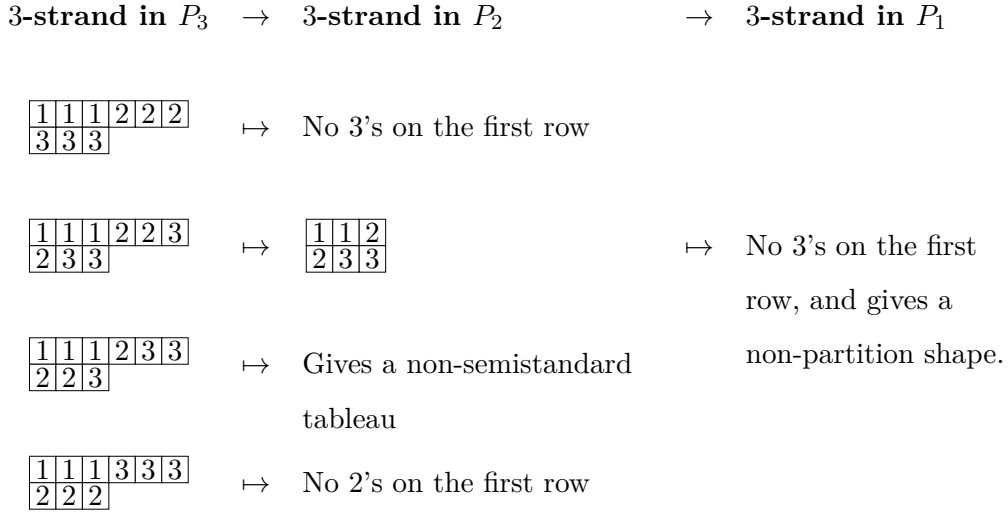 3-strand in P₃ → 3-strand in P₂ → 3-strand in P₁
1 1 1 2 2 2
3 3 3
↦ No 3's on the first row
1 1 1 2 2 3
2 3 3
↦
1 1 2
2 3 3
↦ No 3's on the first
row, and gives a
non-partition shape.
1 1 1 2 3 3
2 2 3
↦ Gives a non-semistandard
tableau
1 1 1 3 3 3
2 2 2
↦ No 2's on the first row